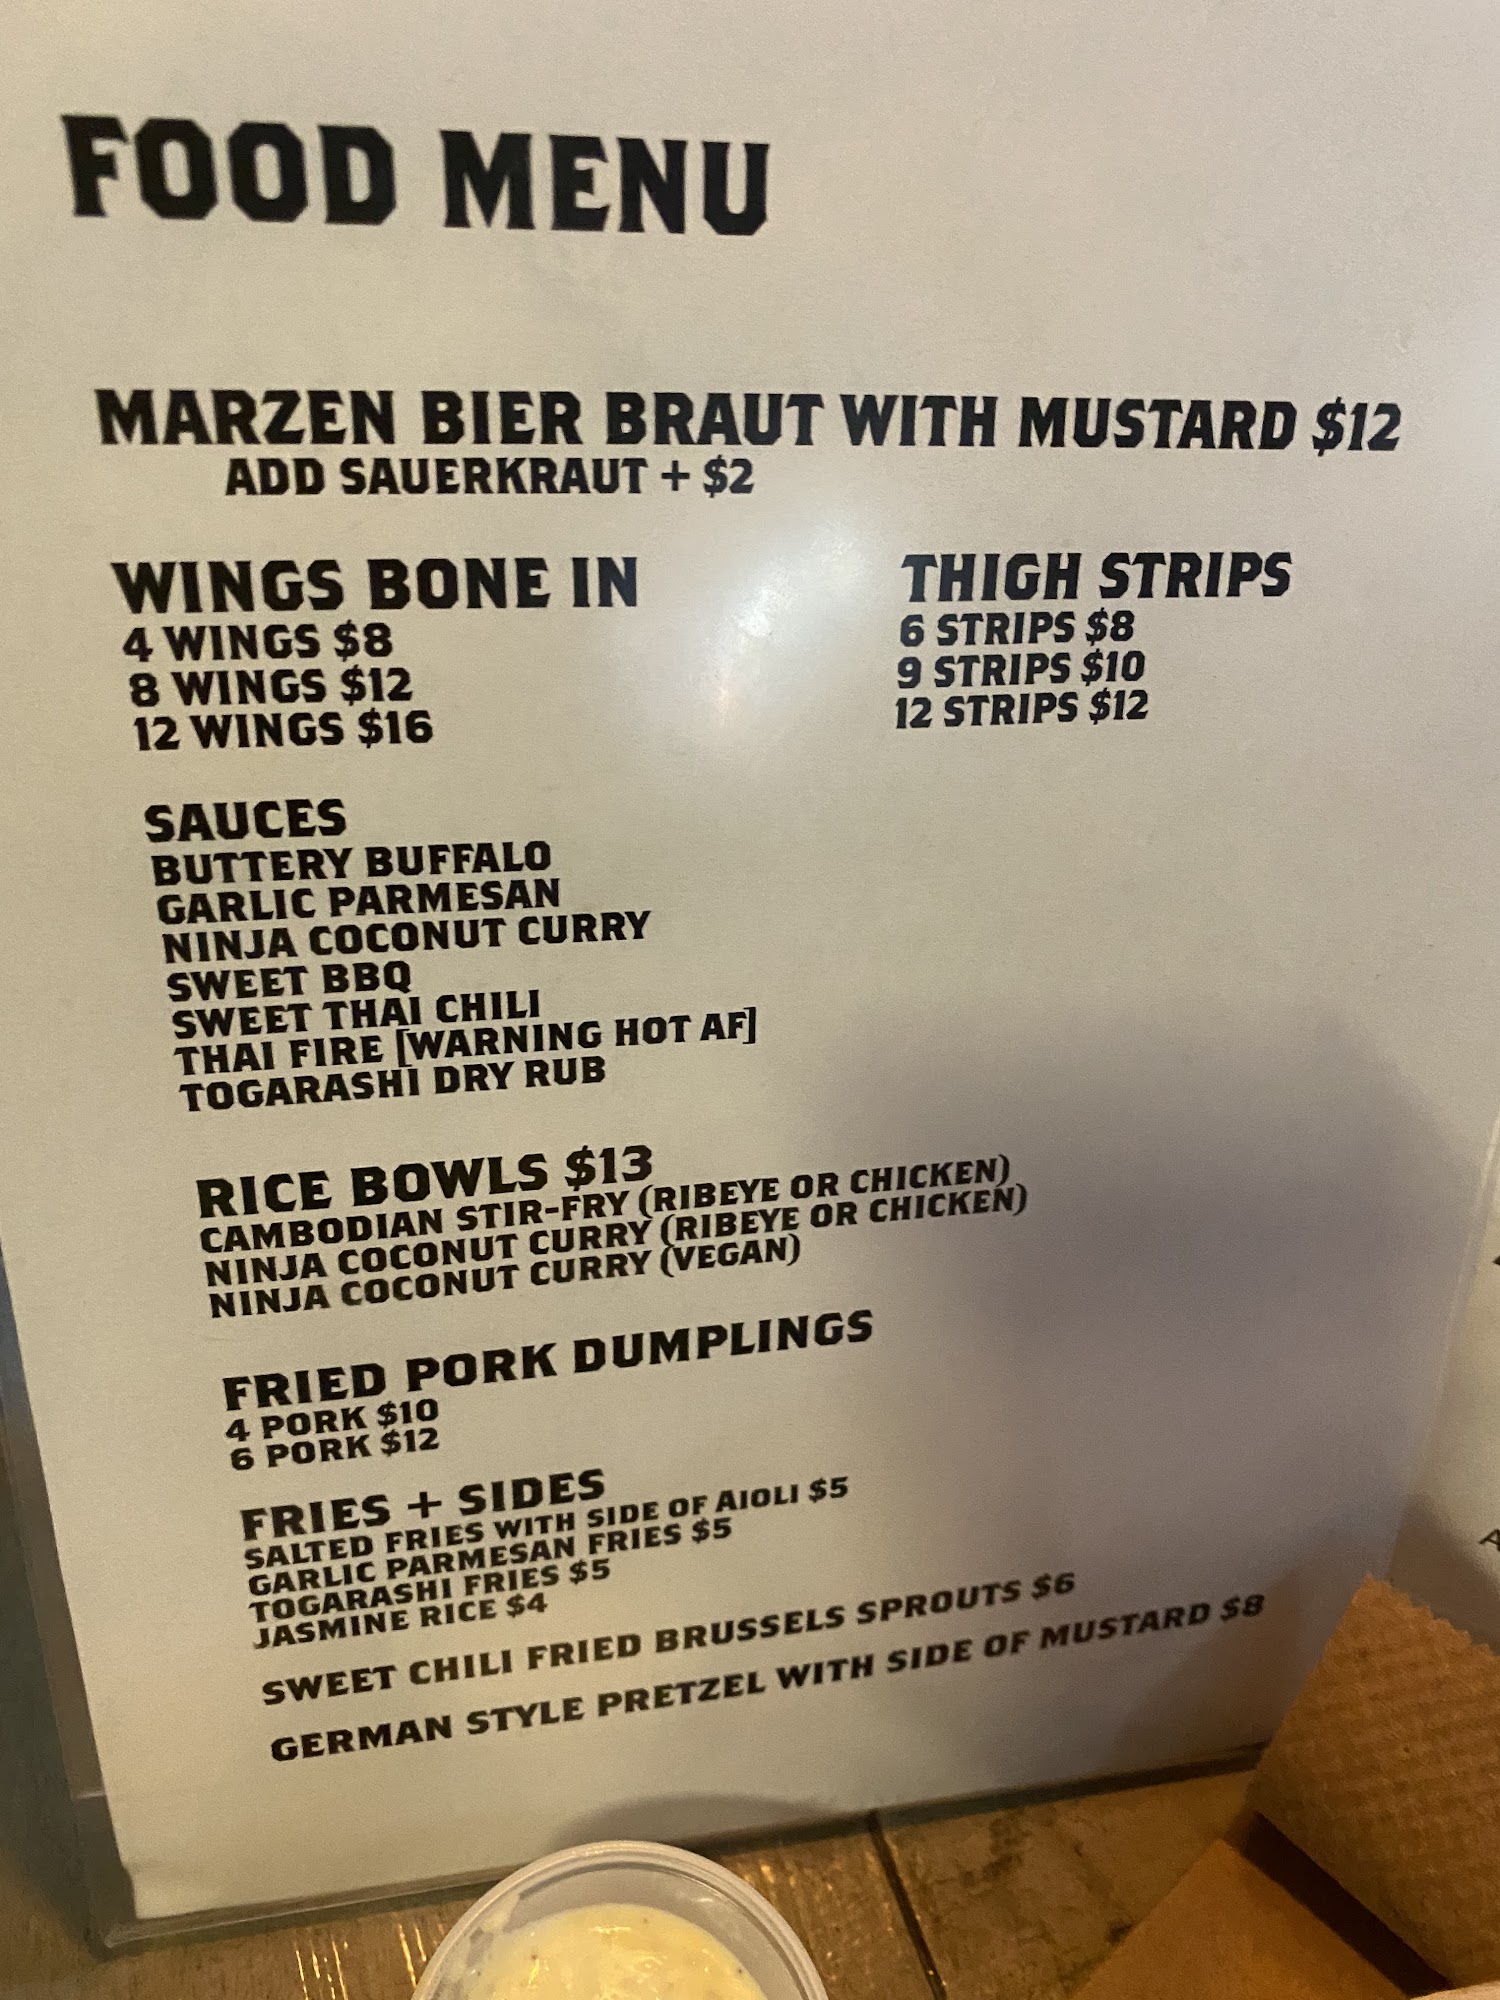 FOOD MENU
MARZEN BIER BRAUT WITH MUSTARD $12
ADD SAUERKRAUT + $2
WINGS BONE IN
4 WINGS $8
8 WINGS $12
12 WINGS $16
THIGH STRIPS
6 STRIPS $8
9 STRIPS $10
12 STRIPS $12
SAUCES
BUTTERY BUFFALO
GARLIC PARMESAN
NINJA COCONUT CURRY
SWEET BBQ
SWEET THAI CHILI
THAI FIRE [WARNING HOT AF]
TOGARASHI DRY RUB
RICE BOWLS $13
CAMBODIAN STIR-FRY (RIBEYE OR CHICKEN)
NINJA COCONUT CURRY (RIBEYE OR CHICKEN)
NINJA COCONUT CURRY (VEGAN)
FRIED PORK DUMPLINGS
4 PORK $10
6 PORK $12
FRIES + SIDES
SALTED FRIES WITH SIDE OF AIOLI $5
GARLIC PARMESAN FRIES $5
TOGARASHI FRIES $5
JASMINE RICE $4
SWEET CHILI FRIED BRUSSELS SPROUTS $6
GERMAN STYLE PRETZEL WITH SIDE OF MUSTARD $8